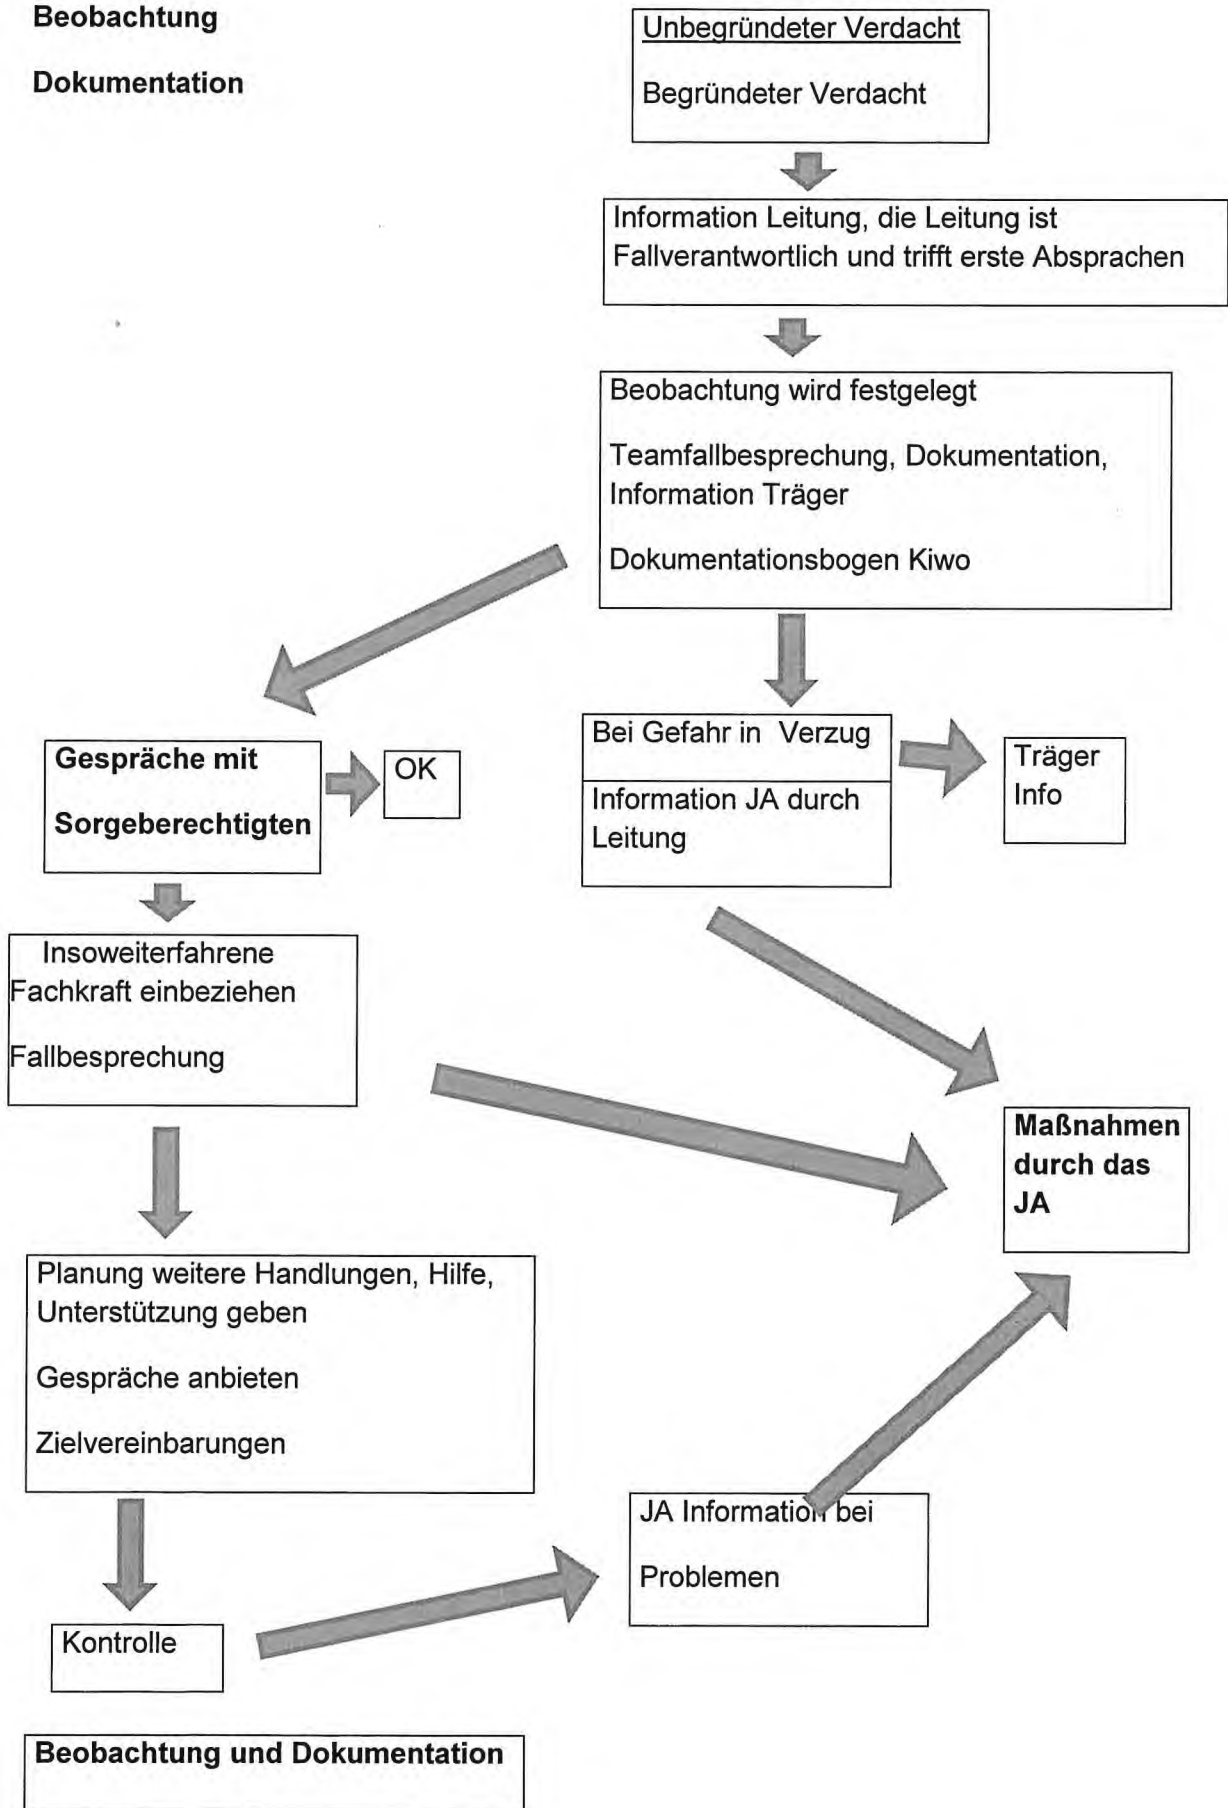 Beobachtung
Dokumentation
Unbegründeter Verdacht
Begründeter Verdacht
Information Leitung, die Leitung ist
Fallverantwortlich und trifft erste Absprachen
Beobachtung wird festgelegt
Teamfallbesprechung, Dokumentation,
Information Träger
Dokumentationsbogen Kiwo
Gespräche mit
Sorgeberechtigten
OK
Bei Gefahr in Verzug
Information JA durch
Leitung
Träger
Info
Insoweiterfahrene
Fachkraft einbeziehen
Fallbesprechung
Maßnahmen
durch das
JA
Planung weitere Handlungen, Hilfe,
Unterstützung geben
Gespräche anbieten
Zielvereinbarungen
JA Information bei
Problemen
Kontrolle
Beobachtung und Dokumentation